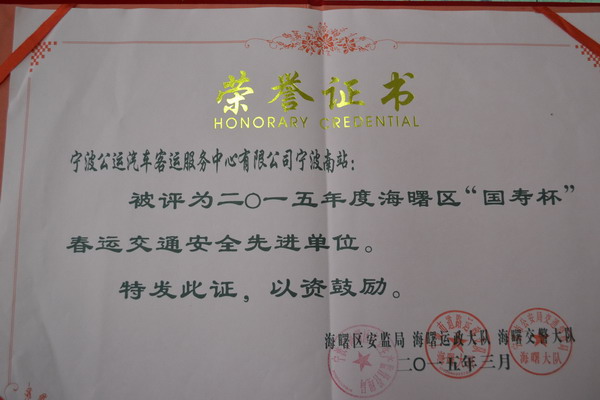 荣誉证书
HONORARY CREDENTIAL
宁波公运汽车客运服务中心有限公司宁波南站：
被评为二〇一五年度海曙区“国寿杯”
春运交通安全先进单位。
特发此证，以资鼓励。
海曙区安监局 海曙运政大队 海曙交警大队
二〇一五年三月
海曙大队